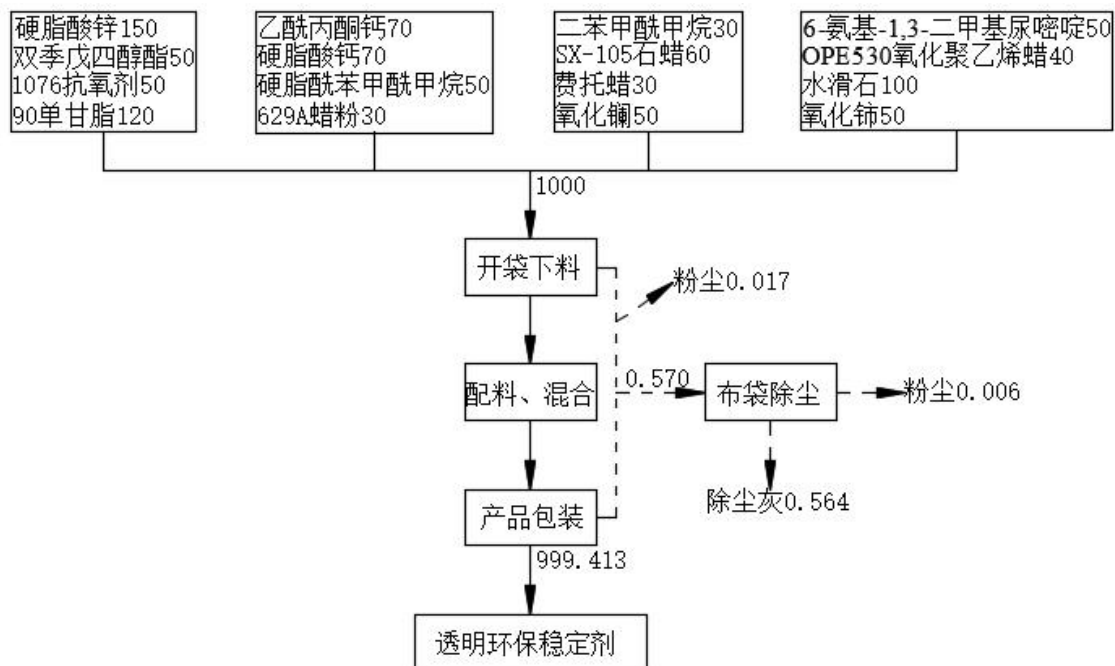 硬脂酸锌150
双季戊四醇酯50
1076抗氧剂50
90单甘脂120
乙酰丙酮钙70
硬脂酸钙70
硬脂酰苯甲酰甲烷50
629A蜡粉30
二苯甲酰甲烷30
SX-105石蜡60
费托蜡30
氧化镧50
6-氨基-1,3-二甲基尿嘧啶50
OPE530氧化聚乙烯蜡40
水滑石100
氧化铈50
1000
开袋下料
粉尘0.017
配料、混合
0.570
布袋除尘
粉尘0.006
除尘灰0.564
产品包装
999.413
透明环保稳定剂